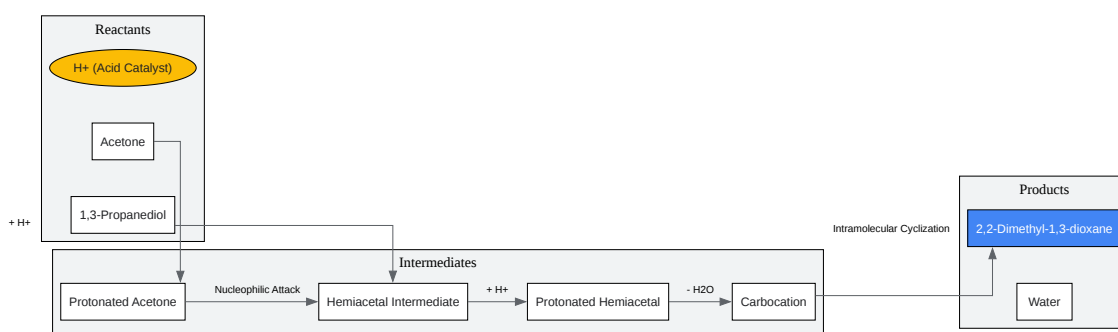 Reactants
H+ (Acid Catalyst)
Acetone
1,3-Propanediol
+ H+
Intermediates
Protonated Acetone
Nucleophilic Attack
Hemiacetal Intermediate
+ H+
Protonated Hemiacetal
- H2O
Carbocation
Intramolecular Cyclization
Products
2,2-Dimethyl-1,3-dioxane
Water